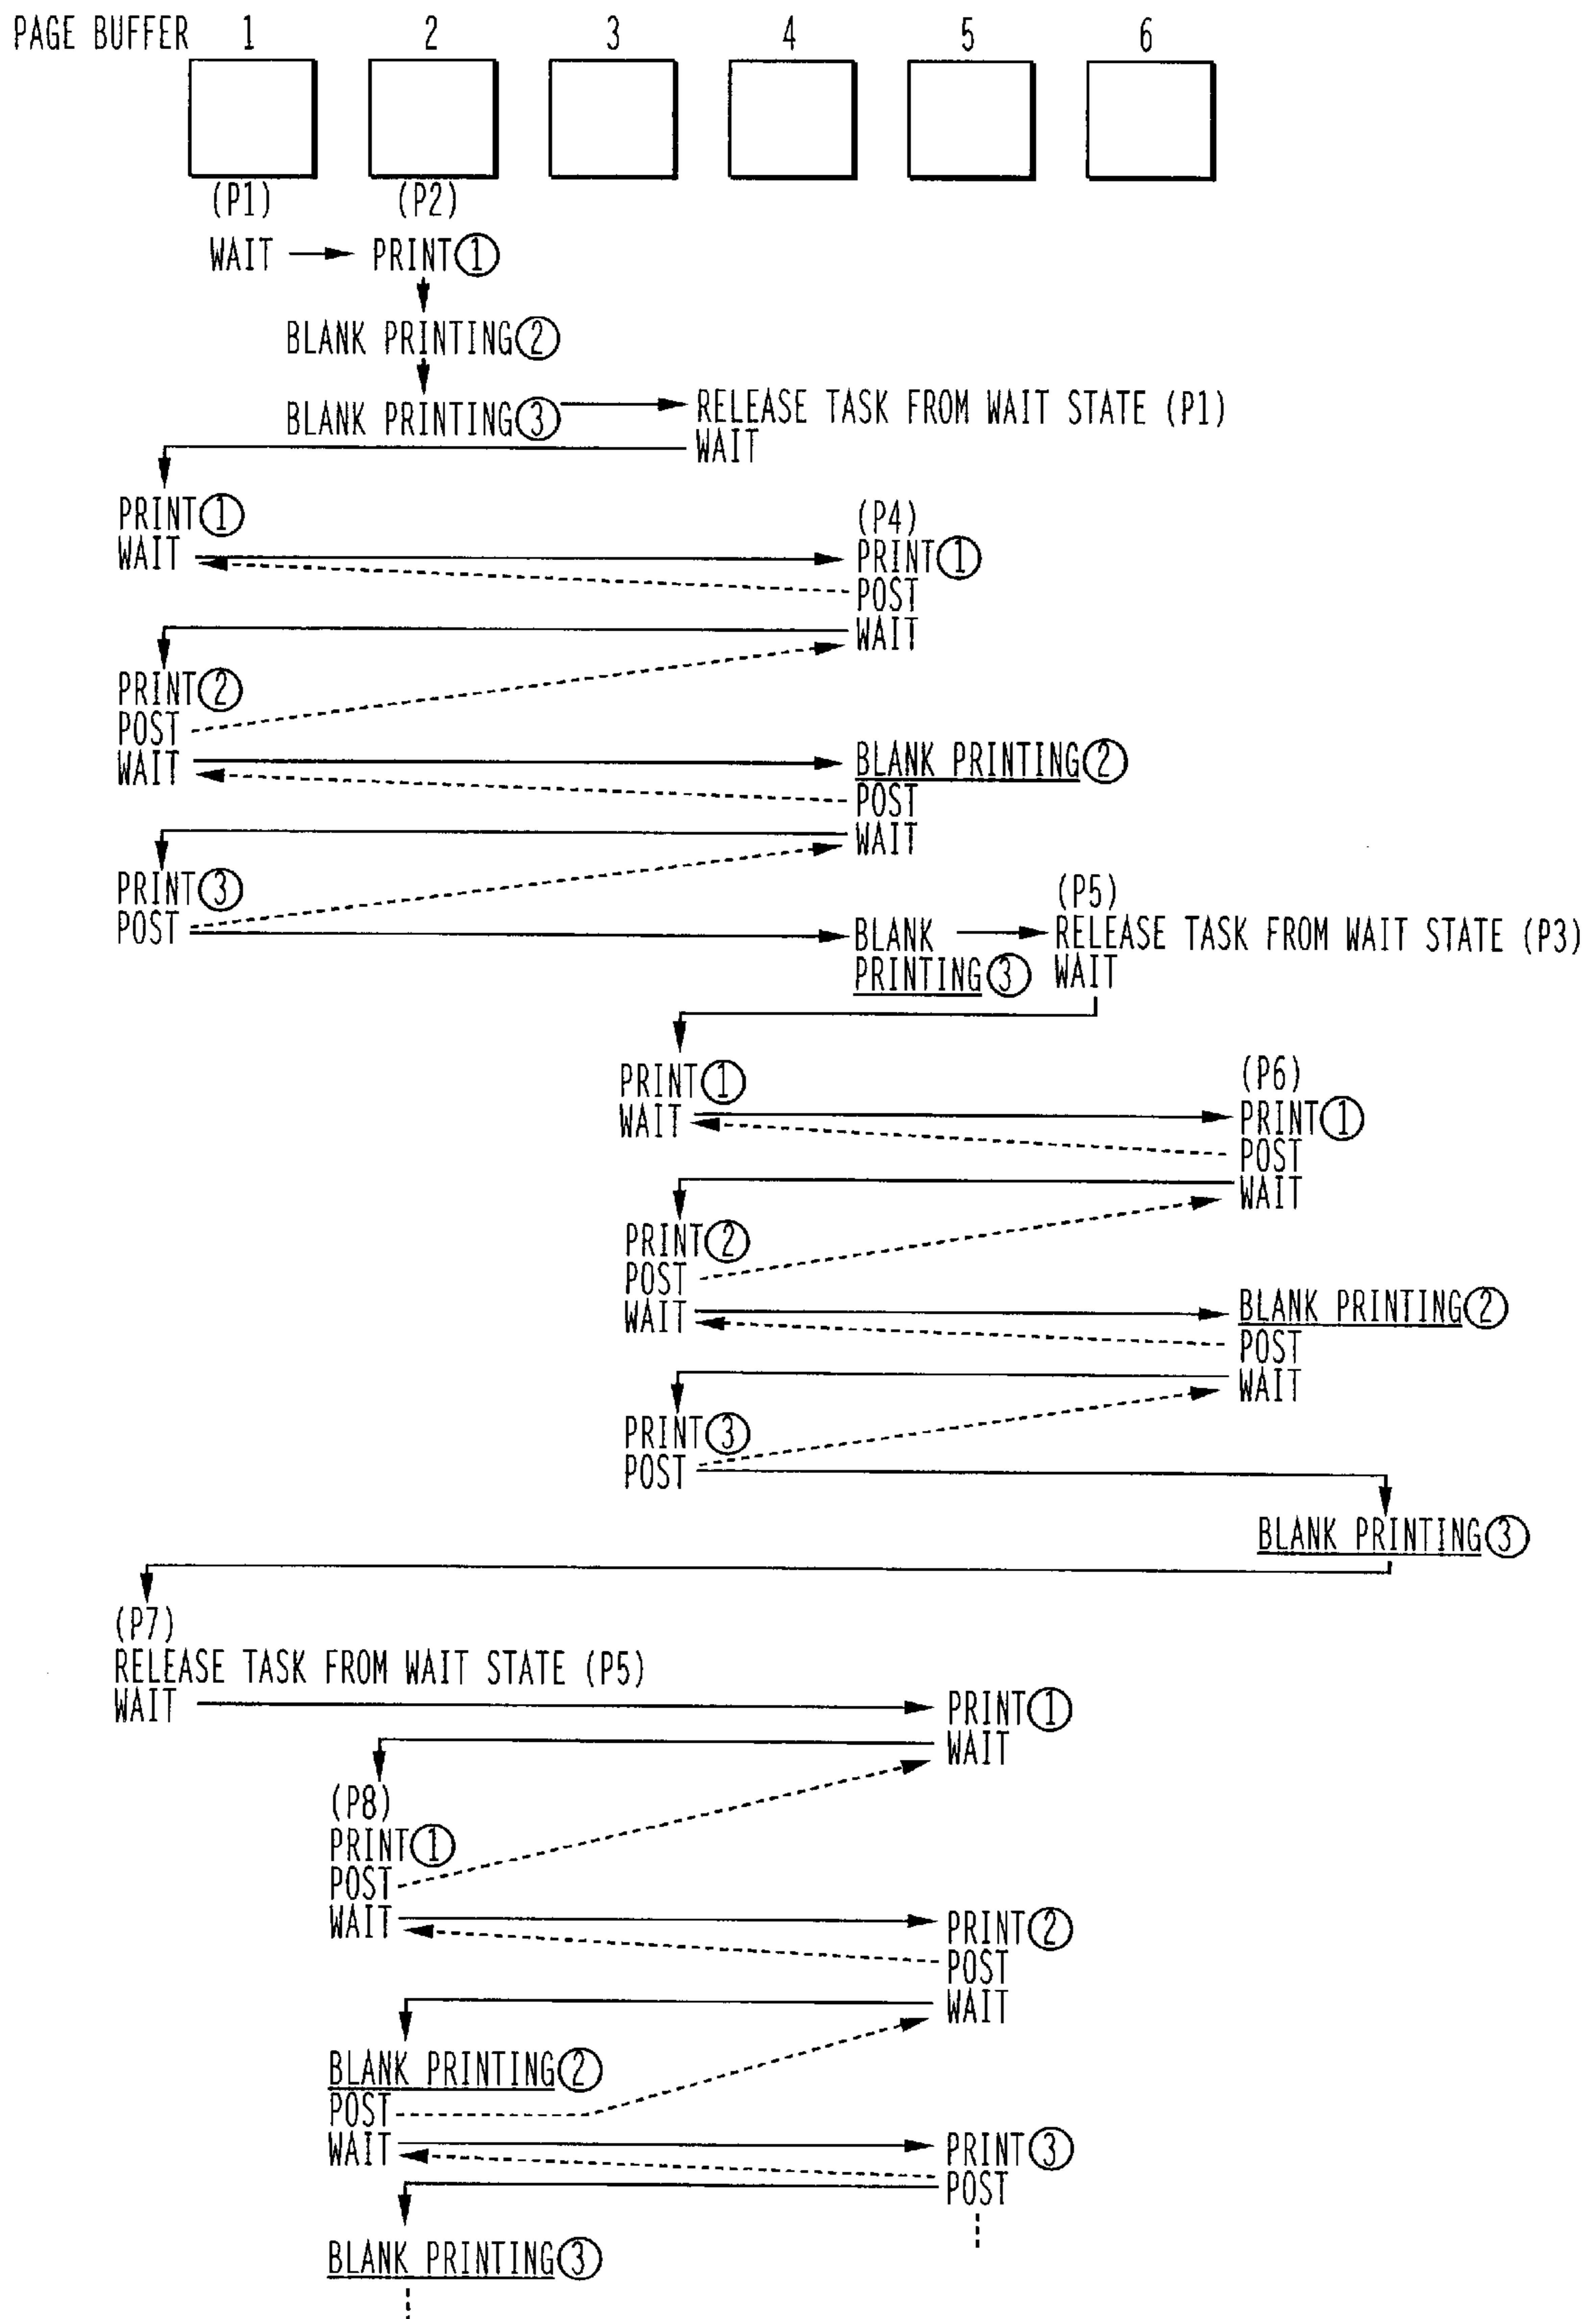 PAGE BUFFER 1 2 3 4 5 6
(P1) (P2)
WAIT PRINT①
BLANK PRINTING②
BLANK PRINTING③ RELEASE TASK FROM WAIT STATE (P1)
WAIT
PRINT① (P4)
WAIT PRINT①
POST
WAIT
PRINT②
POST
WAIT BLANK PRINTING②
POST
WAIT
PRINT③ (P5)
POST BLANK RELEASE TASK FROM WAIT STATE (P3)
PRINTING③ WAIT
PRINT① (P6)
WAIT PRINT①
POST
WAIT
PRINT②
POST
WAIT BLANK PRINTING②
POST
WAIT
PRINT③
POST
BLANK PRINTING③
(P7)
RELEASE TASK FROM WAIT STATE (P5)
WAIT PRINT①
WAIT
(P8)
PRINT①
POST
WAIT PRINT②
POST
WAIT
BLANK PRINTING②
POST
WAIT PRINT③
POST
BLANK PRINTING③